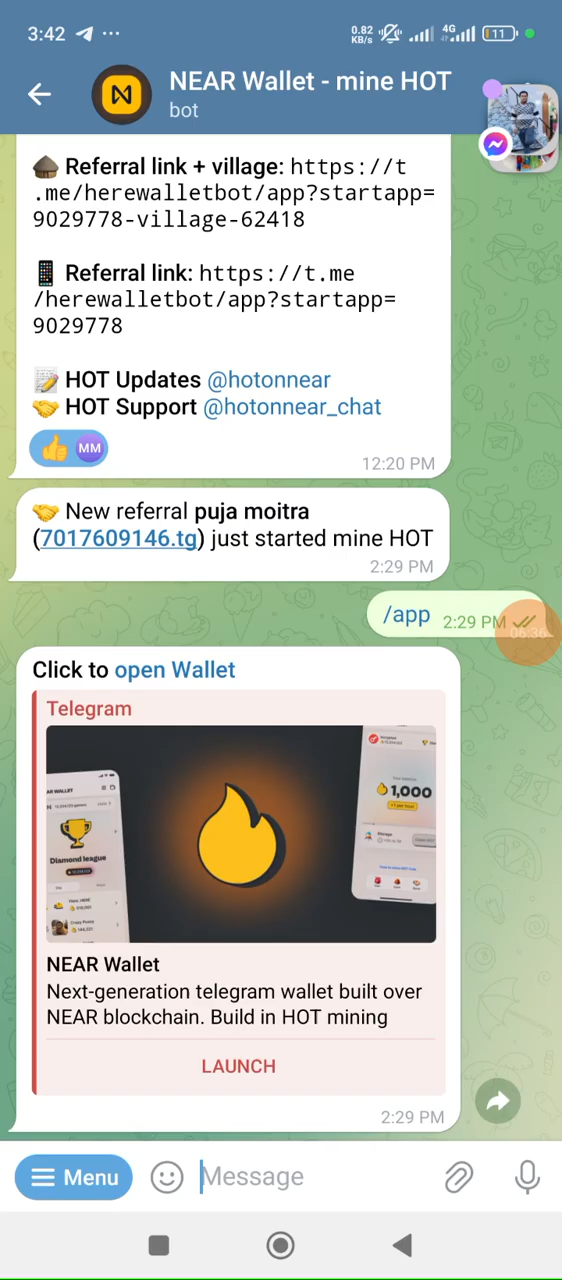 3:42
0.82
KB/s
4G
11
NEAR Wallet - mine HOT
bot
Referral link + village: https://t
.me/herewalletbot/app?startapp=
9029778-village-62418
Referral link: https://t.me
/herewalletbot/app?startapp=
9029778
HOT Updates @hotonnear
HOT Support @hotonnear_chat
MM
12:20 PM
New referral puja moitra
(7017609146.tg) just started mine HOT
2:29 PM
/app 2:29 PM
06:36
Click to open Wallet
Telegram
Diamond league
1,000
NEAR Wallet
Next-generation telegram wallet built over
NEAR blockchain. Build in HOT mining
LAUNCH
2:29 PM
Menu
Message